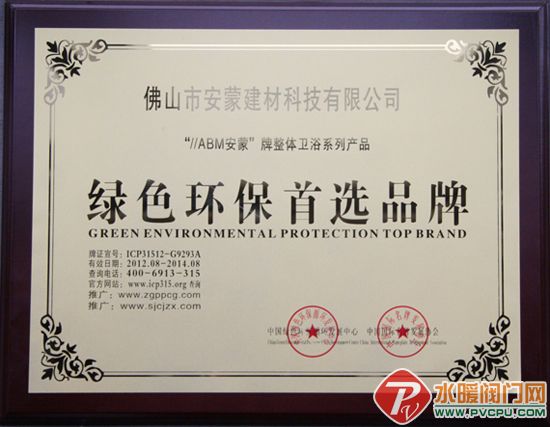 佛山市安蒙建材科技有限公司
“//ABM安蒙”牌整体卫浴系列产品
绿色环保首选品牌
GREEN ENVIRONMENTAL PROTECTION TOP BRAND
牌证宣号：ICP31512-G9293A
有效日期：2012.08-2014.08
查询电话：400-6913-315
官方网站：www.icp315.org 查询
推广：www.zgppcg.com
推广：www.sjcjzx.com
水暖阀门网
WWW.PVCPU.COM